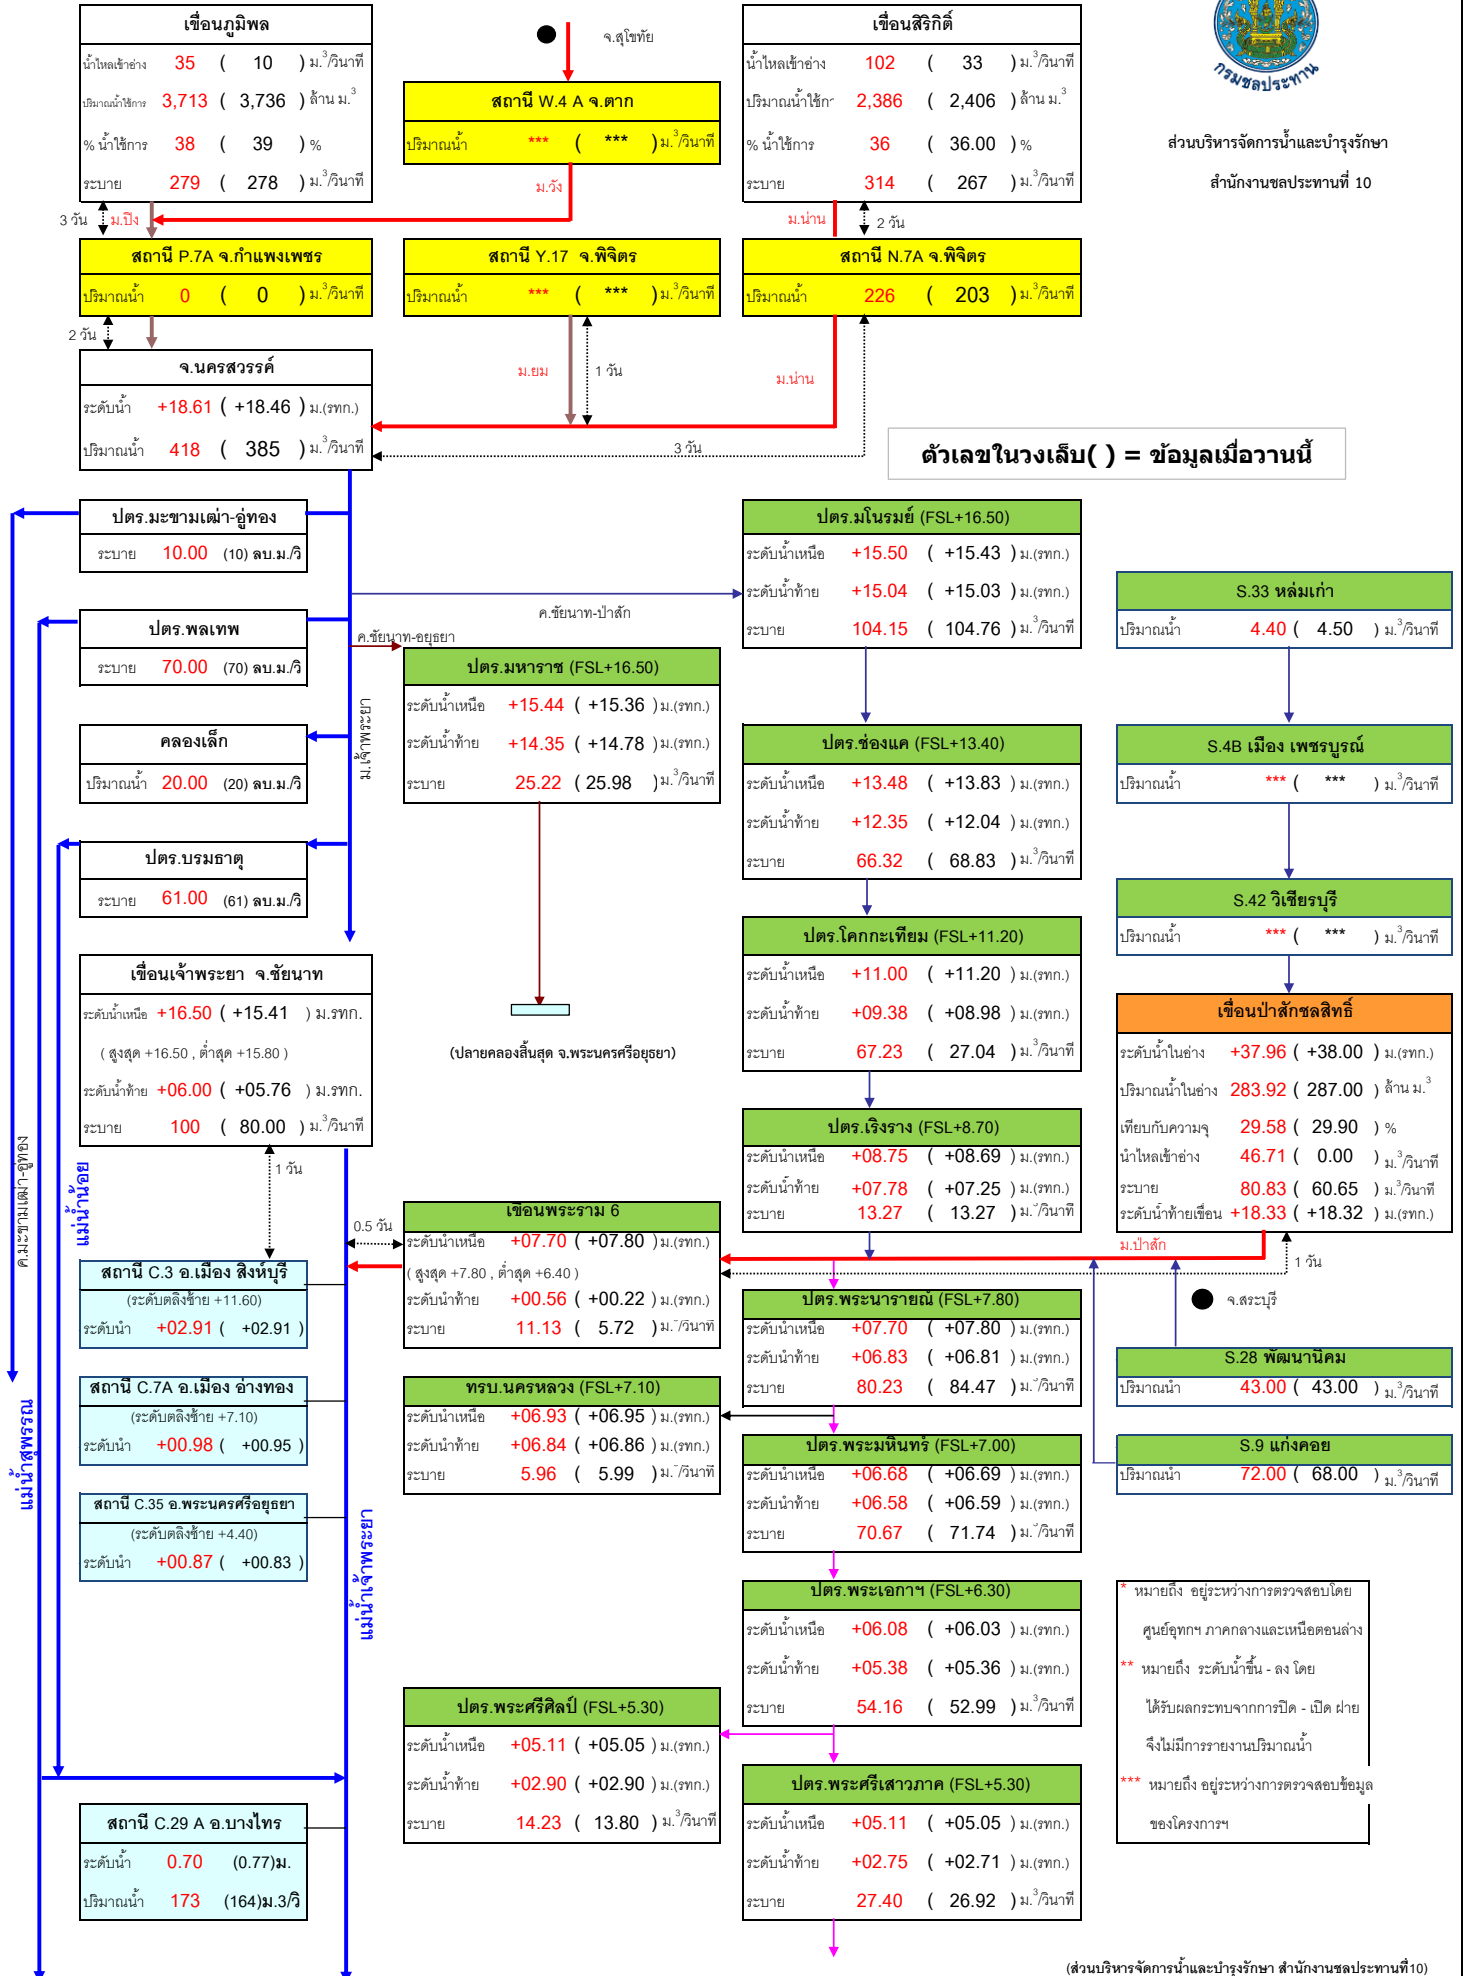 เขื่อนภูมิพล
น้ำไหลเข้าอ่าง 35 ( 10 ) ม.³/วินาที
ปริมาณน้ำใช้การ 3,713 ( 3,736 ) ล้าน ม.³
% น้ำใช้การ 38 ( 39 ) %
ระบาย 279 ( 278 ) ม.³/วินาที
จ.สุโขทัย
สถานี W.4 A จ.ตาก
ปริมาณน้ำ *** ( *** ) ม.³/วินาที
เขื่อนสิริกิติ์
น้ำไหลเข้าอ่าง 102 ( 33 ) ม.³/วินาที
ปริมาณน้ำใช้กา 2,386 ( 2,406 ) ล้าน ม.³
% น้ำใช้การ 36 ( 36.00 ) %
ระบาย 314 ( 267 ) ม.³/วินาที
กรมชลประทาน
ส่วนบริหารจัดการน้ำและบำรุงรักษา
สำนักงานชลประทานที่ 10
3 วัน ม.ปิง
ม.วัง
ม.น่าน 2 วัน
สถานี P.7A จ.กำแพงเพชร
ปริมาณน้ำ 0 ( 0 ) ม.³/วินาที
สถานี Y.17 จ.พิจิตร
ปริมาณน้ำ *** ( *** ) ม.³/วินาที
สถานี N.7A จ.พิจิตร
ปริมาณน้ำ 226 ( 203 ) ม.³/วินาที
2 วัน
ม.ยม 1 วัน
ม.น่าน
3 วัน
จ.นครสวรรค์
ระดับน้ำ +18.61 ( +18.46 ) ม.(รทก.)
ปริมาณน้ำ 418 ( 385 ) ม.³/วินาที
ตัวเลขในวงเล็บ( ) = ข้อมูลเมื่อวานนี้
ปตร.มะขามเฒ่า-อู่ทอง
ระบาย 10.00 (10) ลบ.ม./วิ
ปตร.พลเทพ
ระบาย 70.00 (70) ลบ.ม./วิ
คลองเล็ก
ปริมาณน้ำ 20.00 (20) ลบ.ม./วิ
ปตร.บรมธาตุ
ระบาย 61.00 (61) ลบ.ม./วิ
ค.ชัยนาท-ป่าสัก
ค.ชัยนาท-อยุธยา
ม.เจ้าพระยา
ปตร.มหาราช (FSL+16.50)
ระดับน้ำเหนือ +15.44 ( +15.36 ) ม.(รทก.)
ระดับน้ำท้าย +14.35 ( +14.78 ) ม.(รทก.)
ระบาย 25.22 ( 25.98 ) ม.³/วินาที
(ปลายคลองสิ้นสุด จ.พระนครศรีอยุธยา)
ปตร.มโนรมย์ (FSL+16.50)
ระดับน้ำเหนือ +15.50 ( +15.43 ) ม.(รทก.)
ระดับน้ำท้าย +15.04 ( +15.03 ) ม.(รทก.)
ระบาย 104.15 ( 104.76 ) ม.³/วินาที
ปตร.ช่องแค (FSL+13.40)
ระดับน้ำเหนือ +13.48 ( +13.83 ) ม.(รทก.)
ระดับน้ำท้าย +12.35 ( +12.04 ) ม.(รทก.)
ระบาย 66.32 ( 68.83 ) ม.³/วินาที
ปตร.โคกกะเทียม (FSL+11.20)
ระดับน้ำเหนือ +11.00 ( +11.20 ) ม.(รทก.)
ระดับน้ำท้าย +09.38 ( +08.98 ) ม.(รทก.)
ระบาย 67.23 ( 27.04 ) ม.³/วินาที
ปตร.เริงราง (FSL+8.70)
ระดับน้ำเหนือ +08.75 ( +08.69 ) ม.(รทก.)
ระดับน้ำท้าย +07.78 ( +07.25 ) ม.(รทก.)
ระบาย 13.27 ( 13.27 ) ม.³/วินาที
S.33 หล่มเก่า
ปริมาณน้ำ 4.40 ( 4.50 ) ม.³/วินาที
S.4B เมือง เพชรบูรณ์
ปริมาณน้ำ *** ( *** ) ม.³/วินาที
S.42 วิเชียรบุรี
ปริมาณน้ำ *** ( *** ) ม.³/วินาที
เขื่อนป่าสักชลสิทธิ์
ระดับน้ำในอ่าง +37.96 ( +38.00 ) ม.(รทก.)
ปริมาณน้ำในอ่าง 283.92 ( 287.00 ) ล้าน ม.³
เทียบกับความจุ 29.58 ( 29.90 ) %
น้ำไหลเข้าอ่าง 46.71 ( 0.00 ) ม.³/วินาที
ระบาย 80.83 ( 60.65 ) ม.³/วินาที
ระดับน้ำท้ายเขื่อน +18.33 ( +18.32 ) ม.(รทก.)
ม.ป่าสัก
1 วัน
จ.สระบุรี
เขื่อนเจ้าพระยา จ.ชัยนาท
ระดับน้ำเหนือ +16.50 ( +15.41 ) ม.รทก.
( สูงสุด +16.50 , ต่ำสุด +15.80 )
ระดับน้ำท้าย +06.00 ( +05.76 ) ม.รทก.
ระบาย 100 ( 80.00 ) ม.³/วินาที
1 วัน
ค.มะขามเฒ่า-อู่ทอง
แม่น้ำน้อย
แม่น้ำสุพรรณ
แม่น้ำเจ้าพระยา
0.5 วัน
เขื่อนพระราม 6
ระดับน้ำเหนือ +07.70 ( +07.80 ) ม.(รทก.)
( สูงสุด +7.80 , ต่ำสุด +6.40 )
ระดับน้ำท้าย +00.56 ( +00.22 ) ม.(รทก.)
ระบาย 11.13 ( 5.72 ) ม.³/วินาที
สถานี C.3 อ.เมือง สิงห์บุรี
(ระดับตลิ่งซ้าย +11.60)
ระดับน้ำ +02.91 ( +02.91 )
สถานี C.7A อ.เมือง อ่างทอง
(ระดับตลิ่งซ้าย +7.10)
ระดับน้ำ +00.98 ( +00.95 )
สถานี C.35 อ.พระนครศรีอยุธยา
(ระดับตลิ่งซ้าย +4.40)
ระดับน้ำ +00.87 ( +00.83 )
ทรบ.นครหลวง (FSL+7.10)
ระดับน้ำเหนือ +06.93 ( +06.95 ) ม.(รทก.)
ระดับน้ำท้าย +06.84 ( +06.86 ) ม.(รทก.)
ระบาย 5.96 ( 5.99 ) ม.³/วินาที
ปตร.พระนารายณ์ (FSL+7.80)
ระดับน้ำเหนือ +07.70 ( +07.80 ) ม.(รทก.)
ระดับน้ำท้าย +06.83 ( +06.81 ) ม.(รทก.)
ระบาย 80.23 ( 84.47 ) ม.³/วินาที
ปตร.พระมหินทร์ (FSL+7.00)
ระดับน้ำเหนือ +06.68 ( +06.69 ) ม.(รทก.)
ระดับน้ำท้าย +06.58 ( +06.59 ) ม.(รทก.)
ระบาย 70.67 ( 71.74 ) ม.³/วินาที
S.28 พัฒนานิคม
ปริมาณน้ำ 43.00 ( 43.00 ) ม.³/วินาที
S.9 แก่งคอย
ปริมาณน้ำ 72.00 ( 68.00 ) ม.³/วินาที
ปตร.พระเอกาฯ (FSL+6.30)
ระดับน้ำเหนือ +06.08 ( +06.03 ) ม.(รทก.)
ระดับน้ำท้าย +05.38 ( +05.36 ) ม.(รทก.)
ระบาย 54.16 ( 52.99 ) ม.³/วินาที
ปตร.พระศรีศิลป์ (FSL+5.30)
ระดับน้ำเหนือ +05.11 ( +05.05 ) ม.(รทก.)
ระดับน้ำท้าย +02.90 ( +02.90 ) ม.(รทก.)
ระบาย 14.23 ( 13.80 ) ม.³/วินาที
ปตร.พระศรีเสาวภาค (FSL+5.30)
ระดับน้ำเหนือ +05.11 ( +05.05 ) ม.(รทก.)
ระดับน้ำท้าย +02.75 ( +02.71 ) ม.(รทก.)
ระบาย 27.40 ( 26.92 ) ม.³/วินาที
* หมายถึง อยู่ระหว่างการตรวจสอบโดย
ศูนย์อุทกฯ ภาคกลางและเหนือตอนล่าง
** หมายถึง ระดับน้ำขึ้น - ลง โดย
ได้รับผลกระทบจากการปิด - เปิด ฝาย
จึงไม่มีการรายงานปริมาณน้ำ
*** หมายถึง อยู่ระหว่างการตรวจสอบข้อมูล
ของโครงการฯ
สถานี C.29 A อ.บางไทร
ระดับน้ำ 0.70 (0.77)ม.
ปริมาณน้ำ 173 (164)ม.3/วิ
(ส่วนบริหารจัดการน้ำและบำรุงรักษา สำนักงานชลประทานที่10)